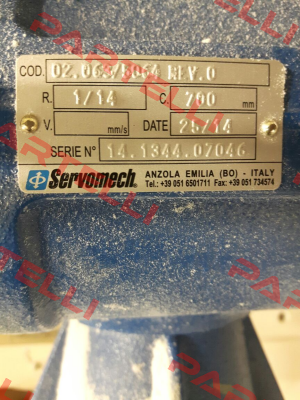 COD. 02.063/5064 REV.0
R. 1/14 C. 700 mm
V. mm/s DATE 25/14
SERIE N° 14.1344.07046
Servomech® ANZOLA EMILIA (BO) - ITALY
Tel.: +39 051 6501711 Fax: +39 051 734574
PARTELLI
PARTELLI
PARTELLI